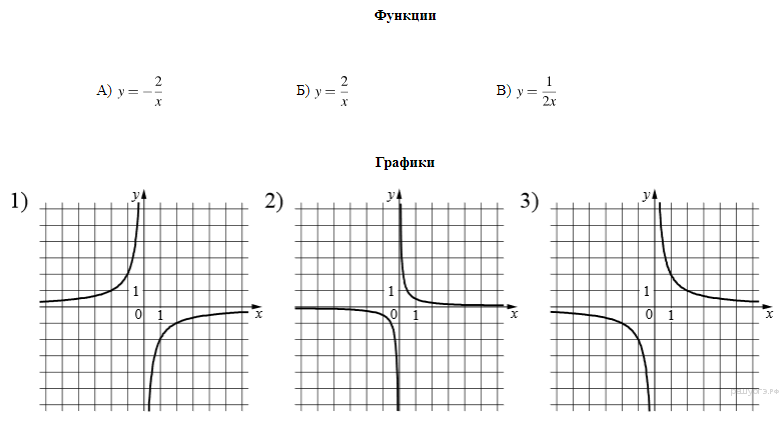 Функции
А) y = −2/x Б) y = 2/x В) y = 1/2x
Графики
1) y 1 0 1 x
2) y 1 0 1 x
3) y 1 0 1 x